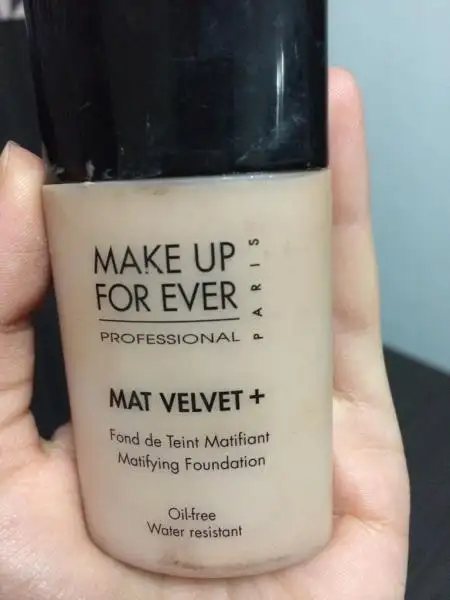 MAKE UP
FOR EVER
PROFESSIONAL
PARIS
MAT VELVET +
Fond de Teint Matifiant
Matifying Foundation
Oil-free
Water resistant